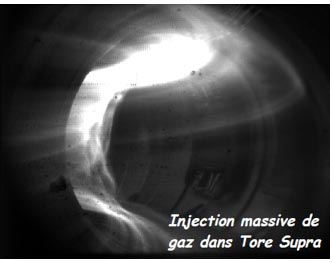 Injection massive de
gaz dans Tore Supra